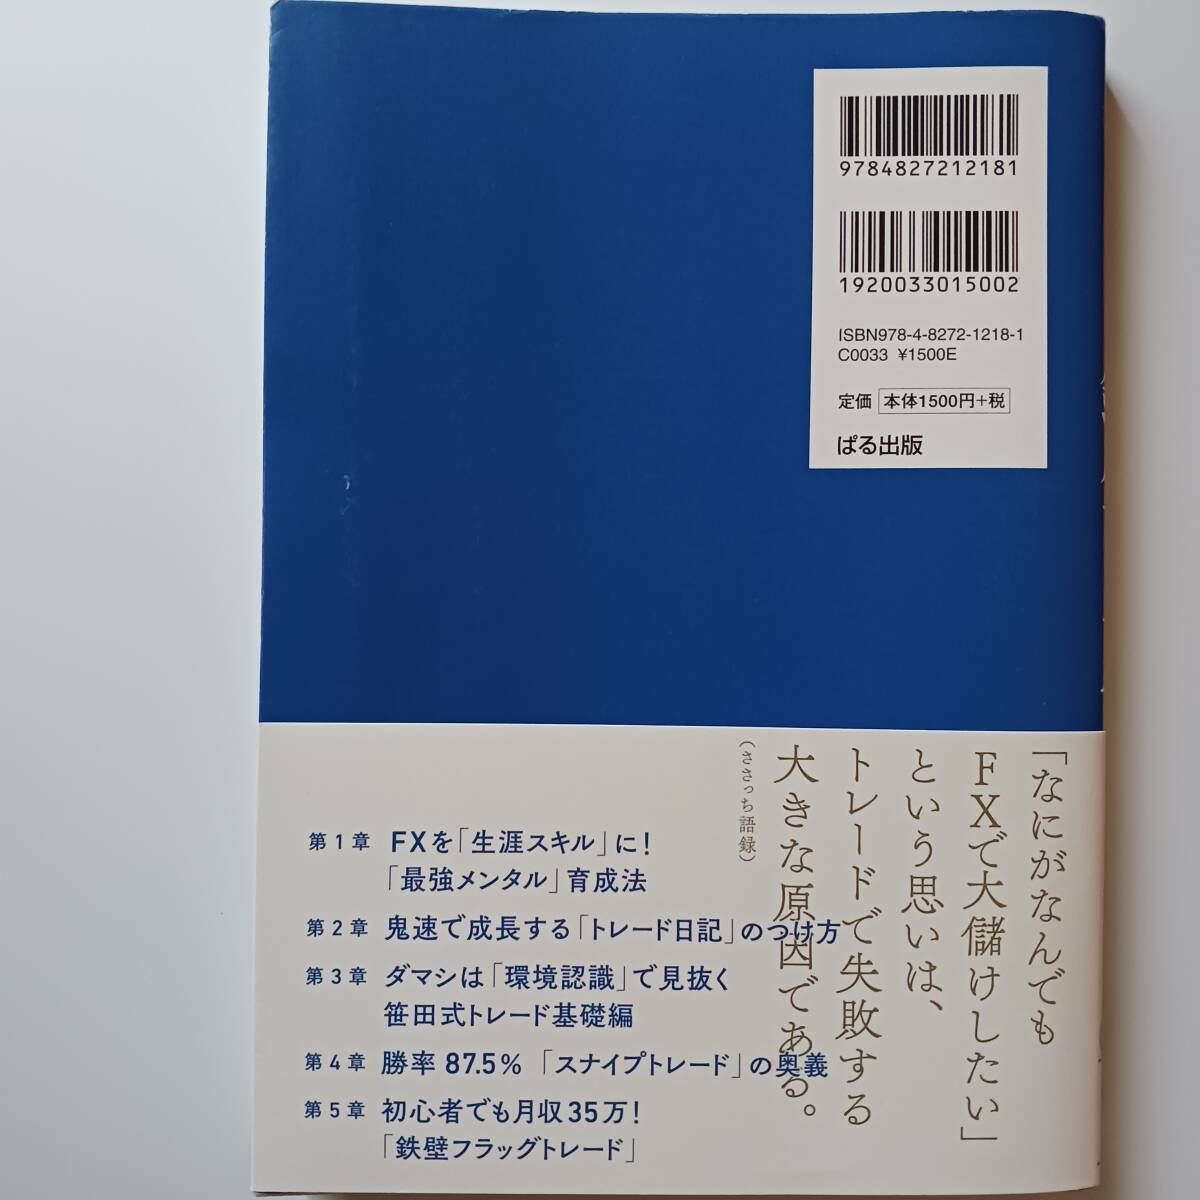 9784827212181
1920033015002
ISBN978-4-8272-1218-1
C0033 ¥1500E
定価 本体1500円+税
ぱる出版
「なにがなんでも
FXで大儲けしたい」
という思いは、
トレードで失敗する
大きな原因である。
(ささっち語録)
第1章 FXを「生涯スキル」に!
「最強メンタル」育成法
第2章 鬼速で成長する「トレード日記」のつけ方
第3章 ダマシは「環境認識」で見抜く
笹田式トレード基礎編
第4章 勝率87.5% 「スナイプトレード」の奥義
第5章 初心者でも月収35万!
「鉄壁フラッグトレード」